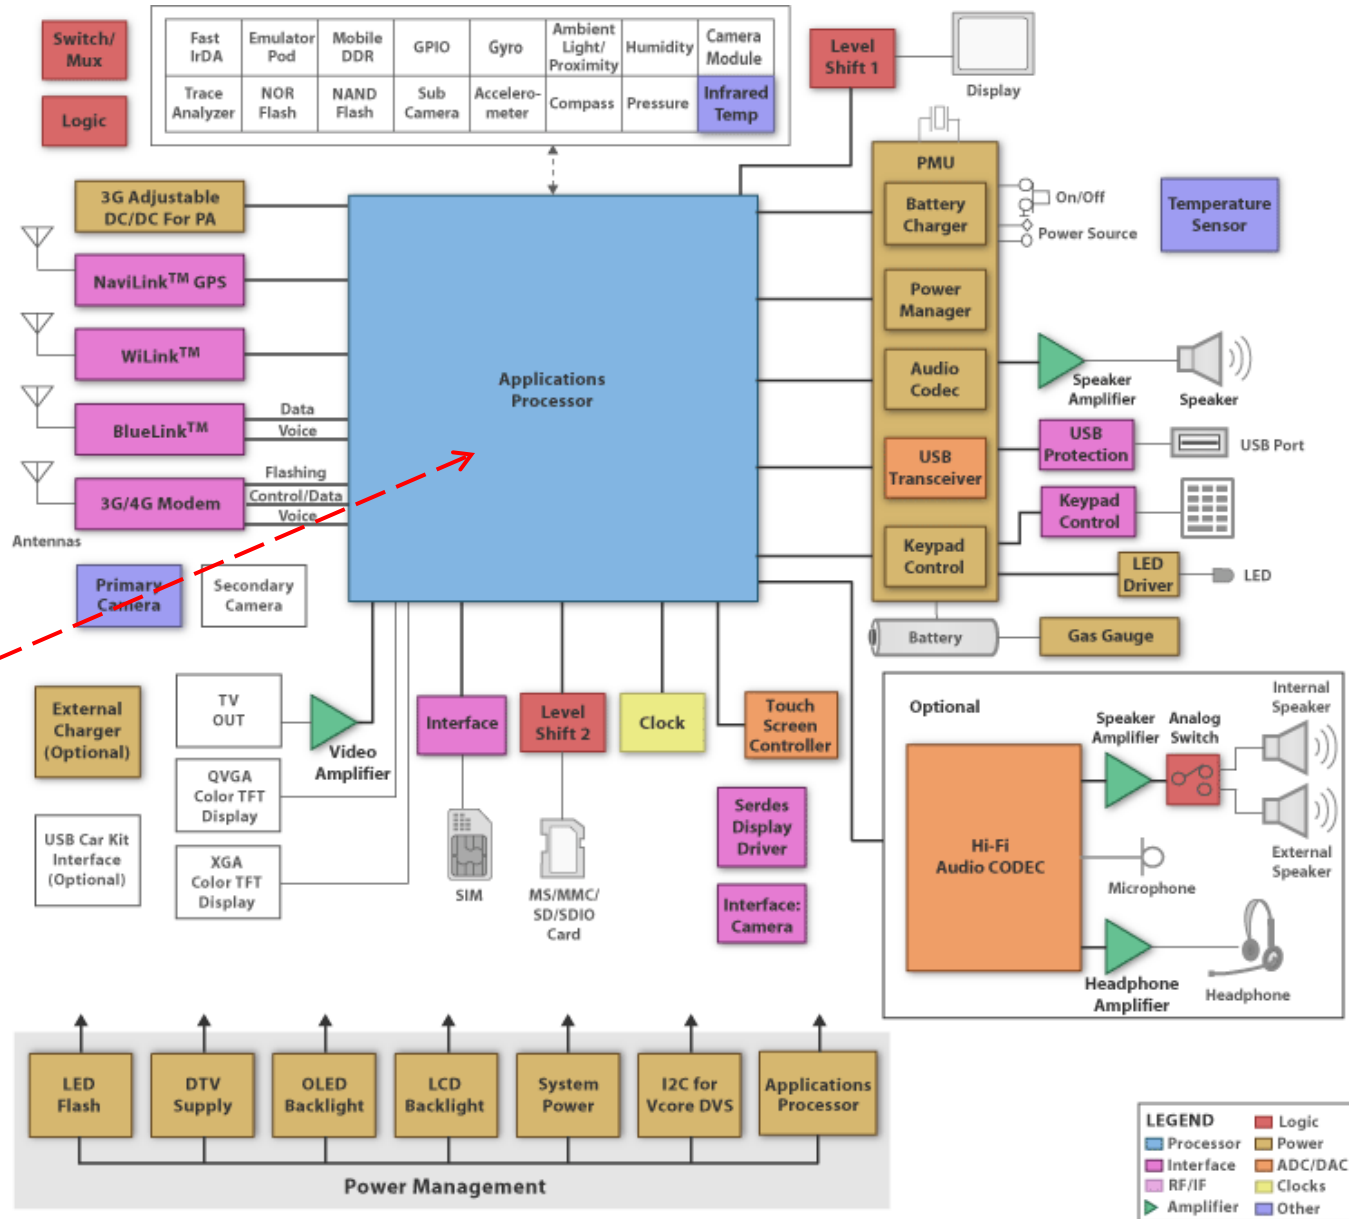 Switch/
Mux
Logic
Fast
IrDA
Emulator
Pod
Mobile
DDR
GPIO
Gyro
Ambient
Light/
Proximity
Humidity
Camera
Module
Trace
Analyzer
NOR
Flash
NAND
Flash
Sub
Camera
Accelero-
meter
Compass
Pressure
Infrared
Temp
Level
Shift 1
Display
3G Adjustable
DC/DC For PA
NaviLink™ GPS
WiLink™
BlueLink™
Data
Voice
3G/4G Modem
Flashing
Control/Data
Voice
Antennas
Primary
Camera
Secondary
Camera
Applications
Processor
PMU
Battery
Charger
On/Off
Power Source
Temperature
Sensor
Power
Manager
Audio
Codec
Speaker
Amplifier
Speaker
USB
Transceiver
USB
Protection
USB Port
Keypad
Control
Keypad
Control
LED
Driver
LED
Battery
Gas Gauge
External
Charger
(Optional)
TV
OUT
Video
Amplifier
QVGA
Color TFT
Display
USB Car Kit
Interface
(Optional)
XGA
Color TFT
Display
Interface
Level
Shift 2
Clock
Touch
Screen
Controller
SIM
MS/MMC/
SD/SDIO
Card
Serdes
Display
Driver
Interface:
Camera
Optional
Speaker
Amplifier
Analog
Switch
Internal
Speaker
Hi-Fi
Audio CODEC
External
Speaker
Microphone
Headphone
Amplifier
Headphone
LED
Flash
DTV
Supply
OLED
Backlight
LCD
Backlight
System
Power
I2C for
Vcore DVS
Applications
Processor
Power Management
LEGEND
Processor
Interface
RF/IF
Amplifier
Logic
Power
ADC/DAC
Clocks
Other